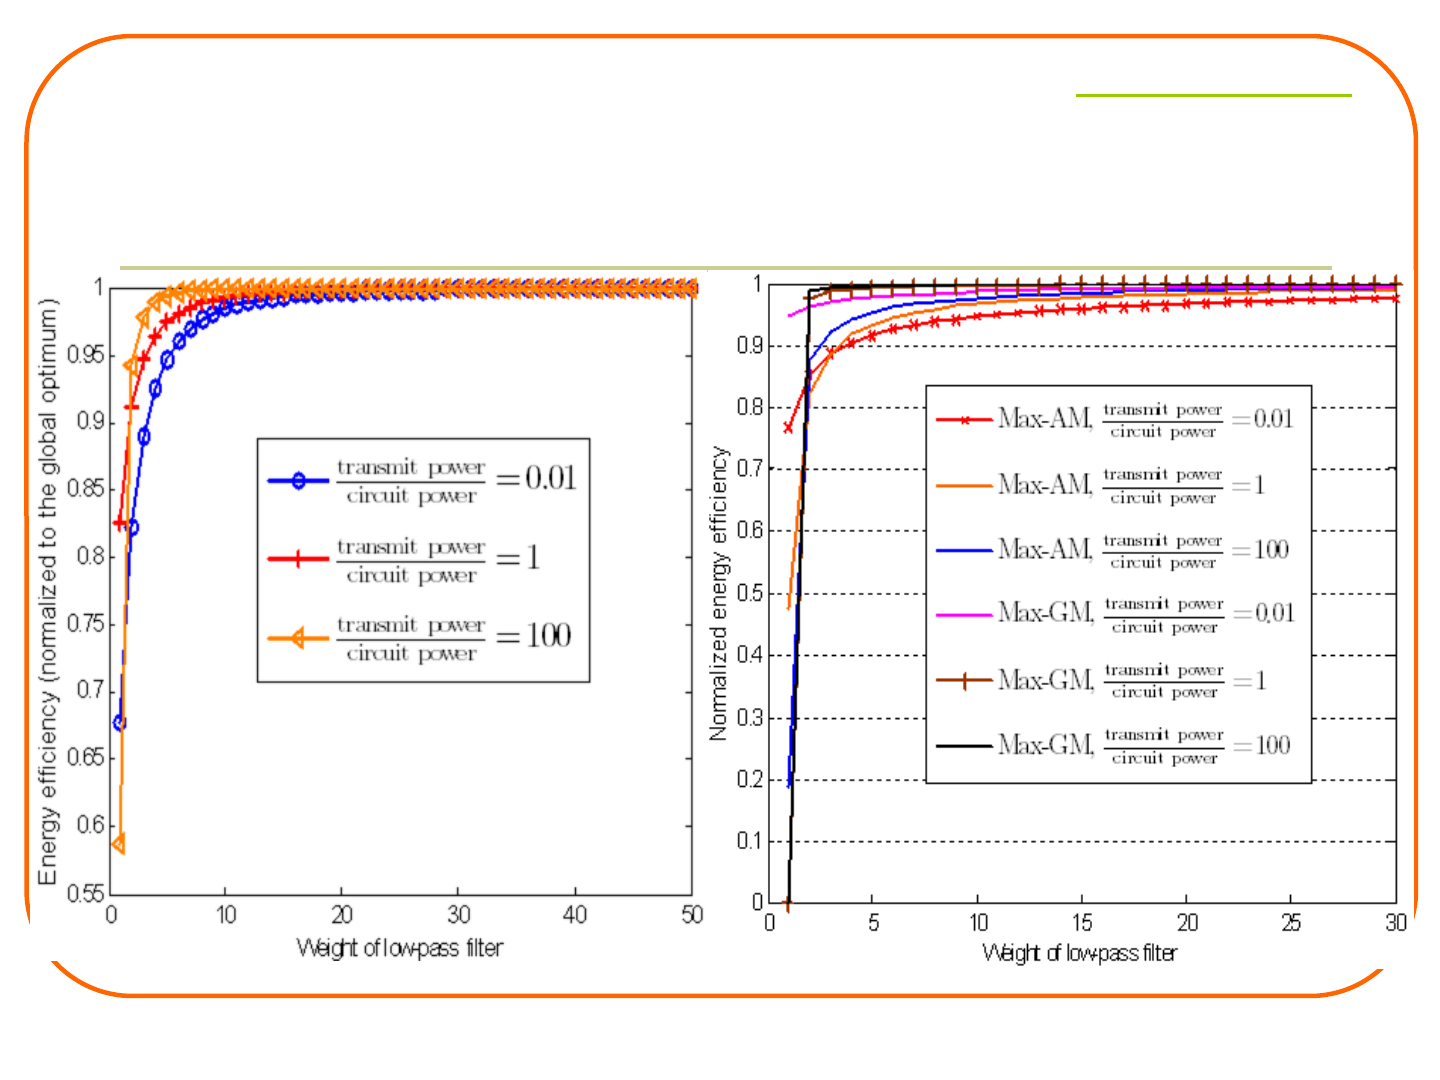 1
0.95
0.9
0.85
0.8
0.75
0.7
0.65
0.6
0.55
0 10 20 30 40 50
Weight of low-pass filter
Energy efficiency (normalized to the global optimum)
transmit power / circuit power = 0.01
transmit power / circuit power = 1
transmit power / circuit power = 100
1
0.9
0.8
0.7
0.6
0.5
0.4
0.3
0.2
0.1
0
0 5 10 15 20 25 30
Weight of low-pass filter
Normalized energy efficiency
Max-AM, transmit power / circuit power = 0.01
Max-AM, transmit power / circuit power = 1
Max-AM, transmit power / circuit power = 100
Max-GM, transmit power / circuit power = 0.01
Max-GM, transmit power / circuit power = 1
Max-GM, transmit power / circuit power = 100